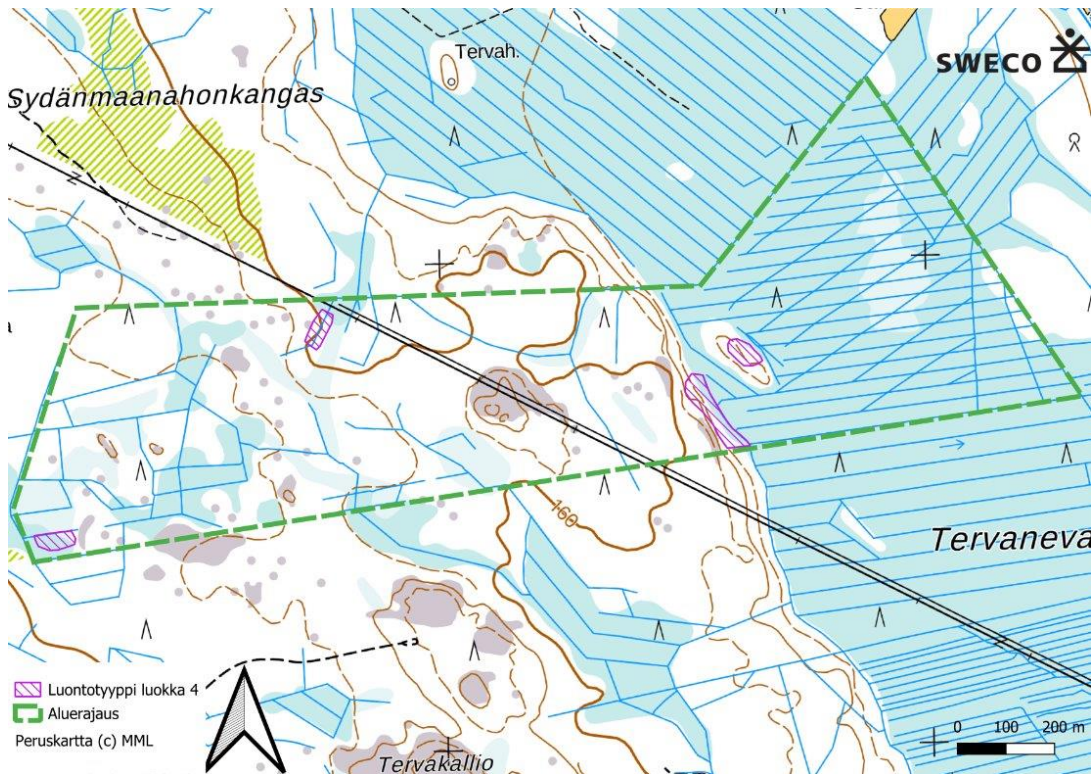 Tervah.
SWECO
Sydänmaanahonkangas
160
Tervaneva
Luontotyyppi luokka 4
Aluerajaus
Peruskartta (c) MML
0 100 200 m
Tervakallio